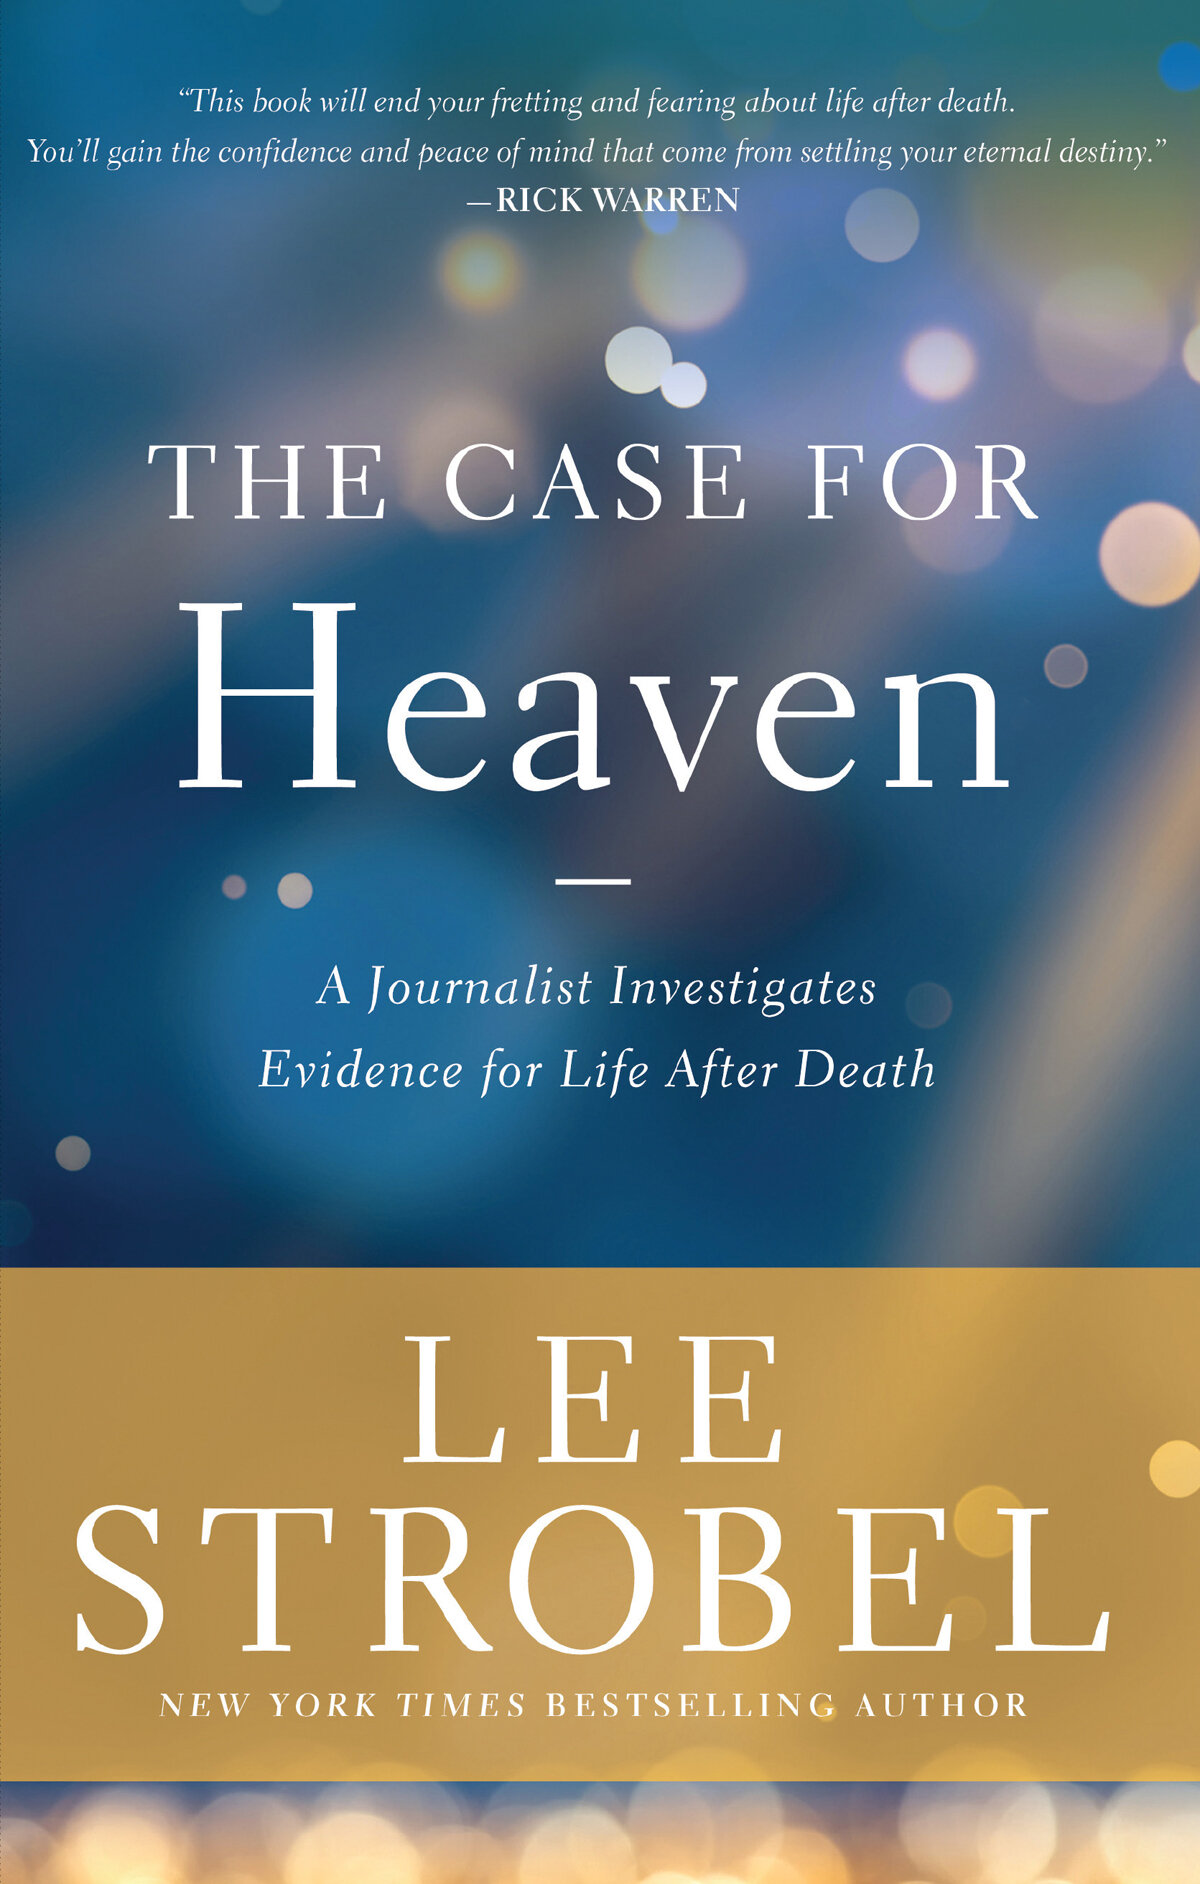 “This book will end your fretting and fearing about life after death.
You’ll gain the confidence and peace of mind that come from settling your eternal destiny.”
—RICK WARREN
THE CASE FOR
Heaven
—
A Journalist Investigates
Evidence for Life After Death
LEE
STROBEL
NEW YORK TIMES BESTSELLING AUTHOR